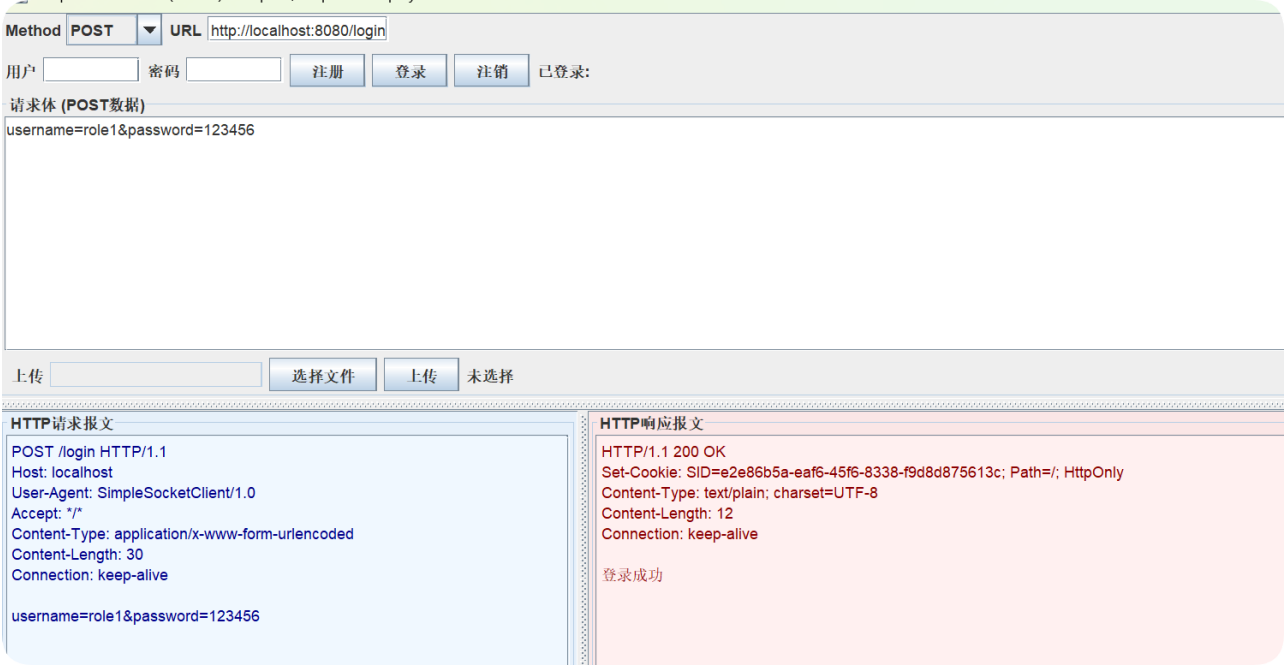 Method POST URL http://localhost:8080/login
用户 密码 注册 登录 注销 已登录:
请求体 (POST数据)
username=role1&password=123456
上传 选择文件 上传 未选择
HTTP请求报文
POST /login HTTP/1.1
Host: localhost
User-Agent: SimpleSocketClient/1.0
Accept: */*
Content-Type: application/x-www-form-urlencoded
Content-Length: 30
Connection: keep-alive
username=role1&password=123456
HTTP响应报文
HTTP/1.1 200 OK
Set-Cookie: SID=e2e86b5a-eaf6-45f6-8338-f9d8d875613c; Path=/; HttpOnly
Content-Type: text/plain; charset=UTF-8
Content-Length: 12
Connection: keep-alive
登录成功